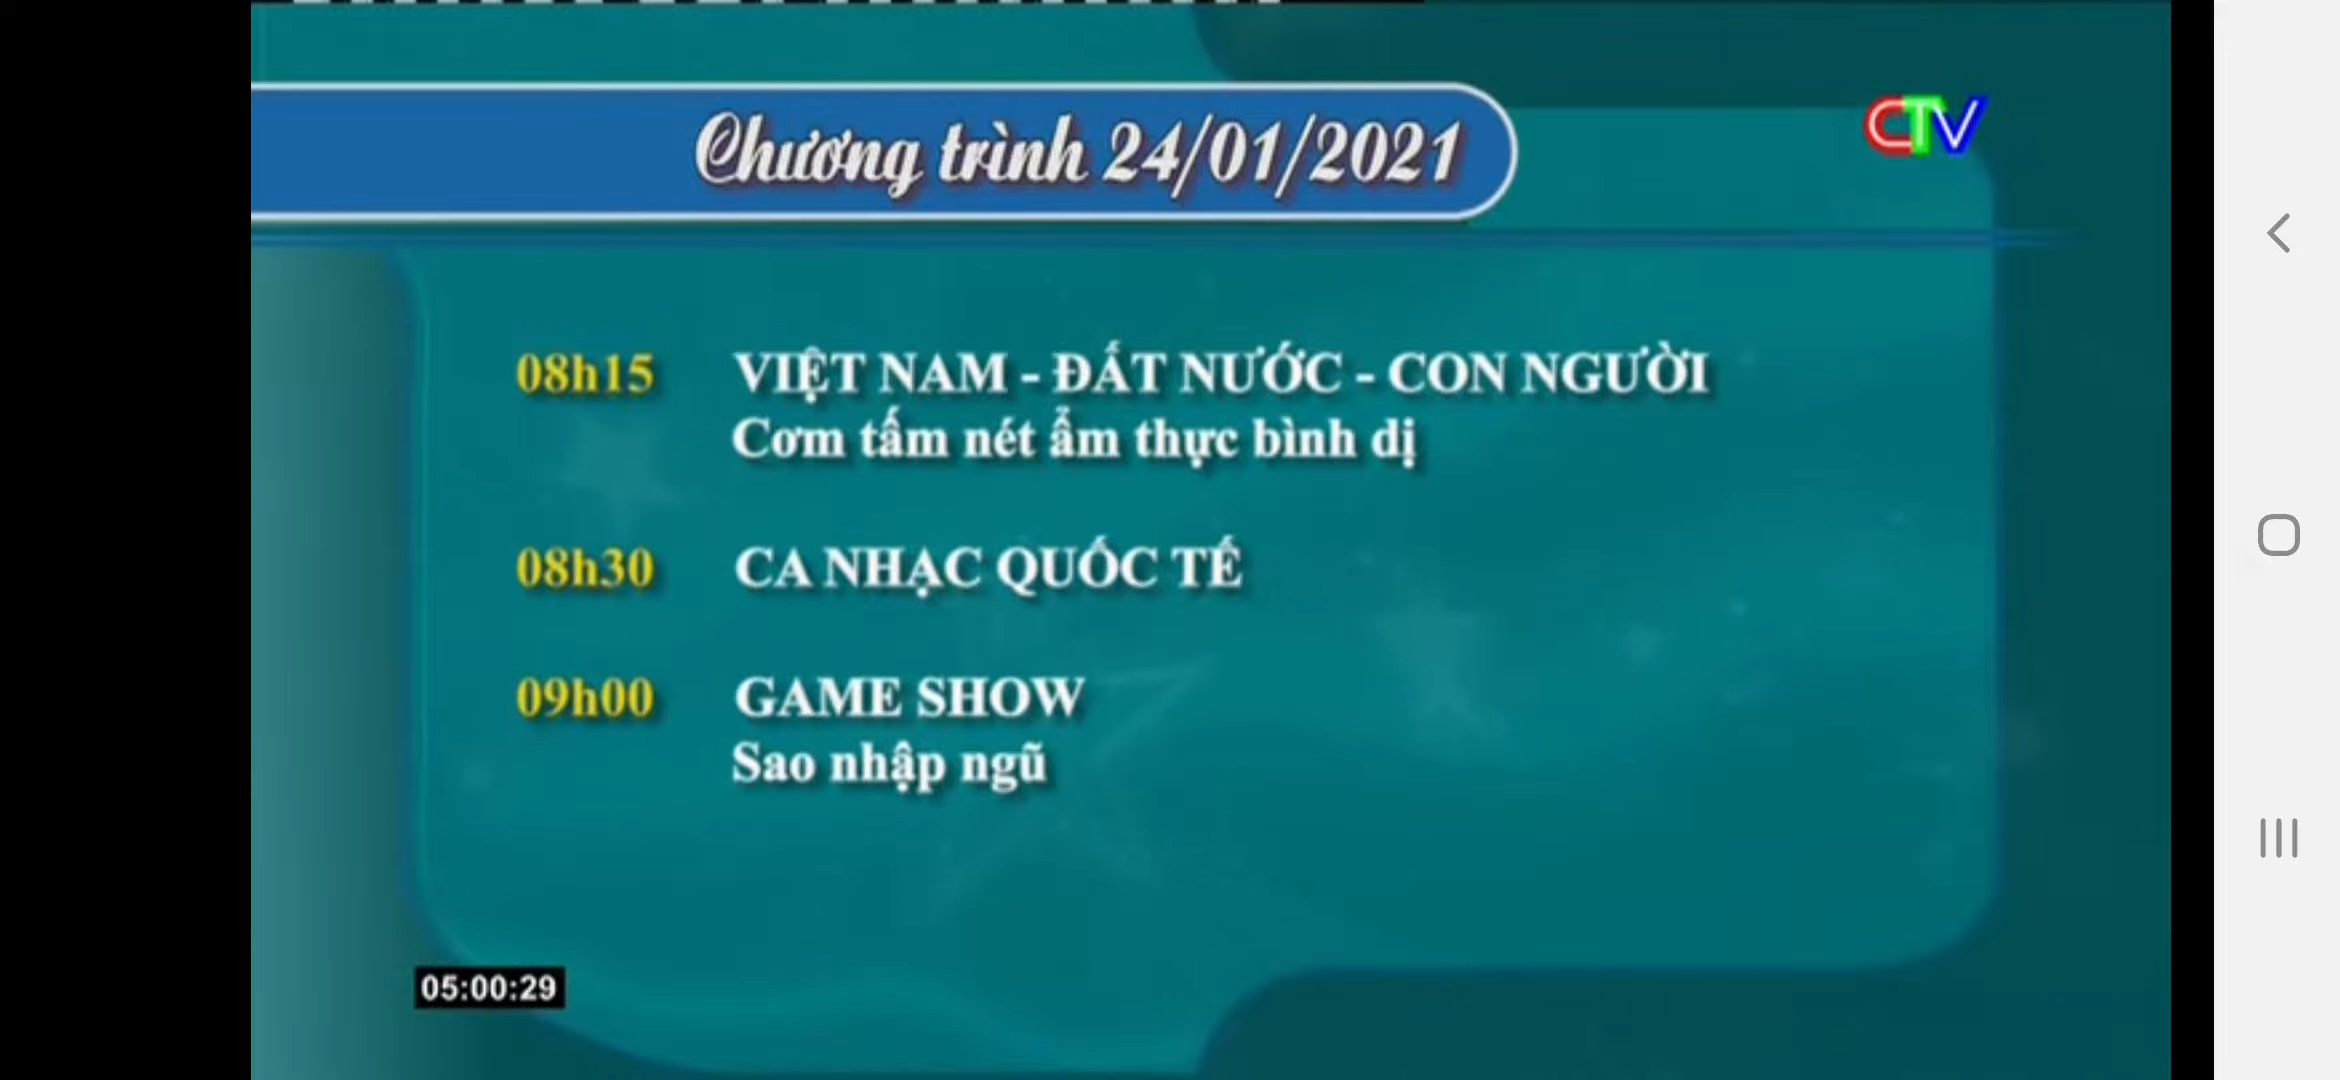 Chương trình 24/01/2021
CTV
08h15 VIỆT NAM - ĐẤT NƯỚC - CON NGƯỜI
Cơm tấm nét ẩm thực bình dị
08h30 CA NHẠC QUỐC TẾ
09h00 GAME SHOW
Sao nhập ngũ
05:00:29